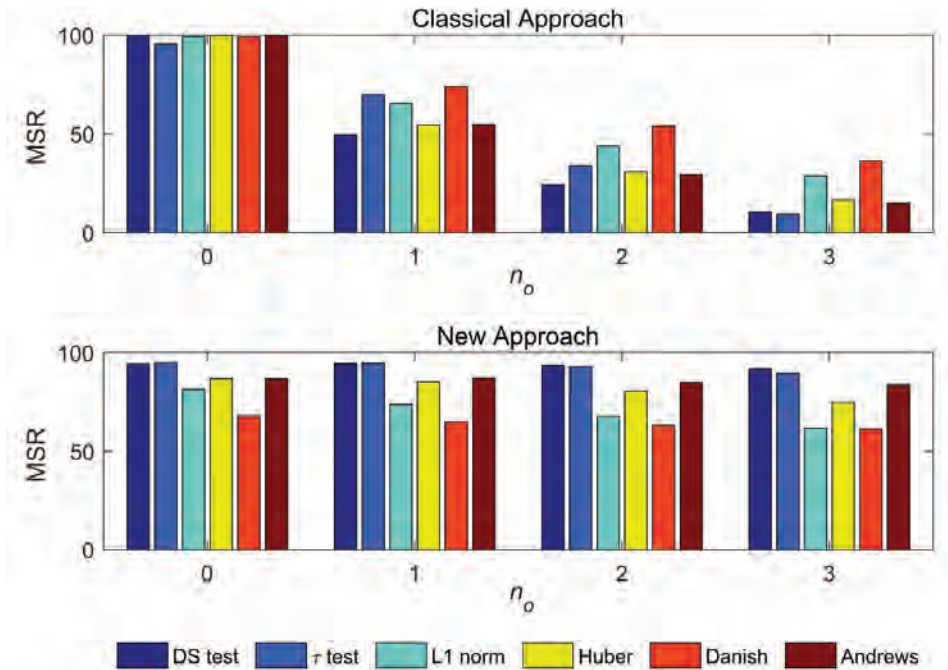 Classical Approach
100
50
0
MSR
0 1 2 3
n_o
New Approach
100
50
0
MSR
0 1 2 3
n_o
DS test τ test L1 norm Huber Danish Andrews